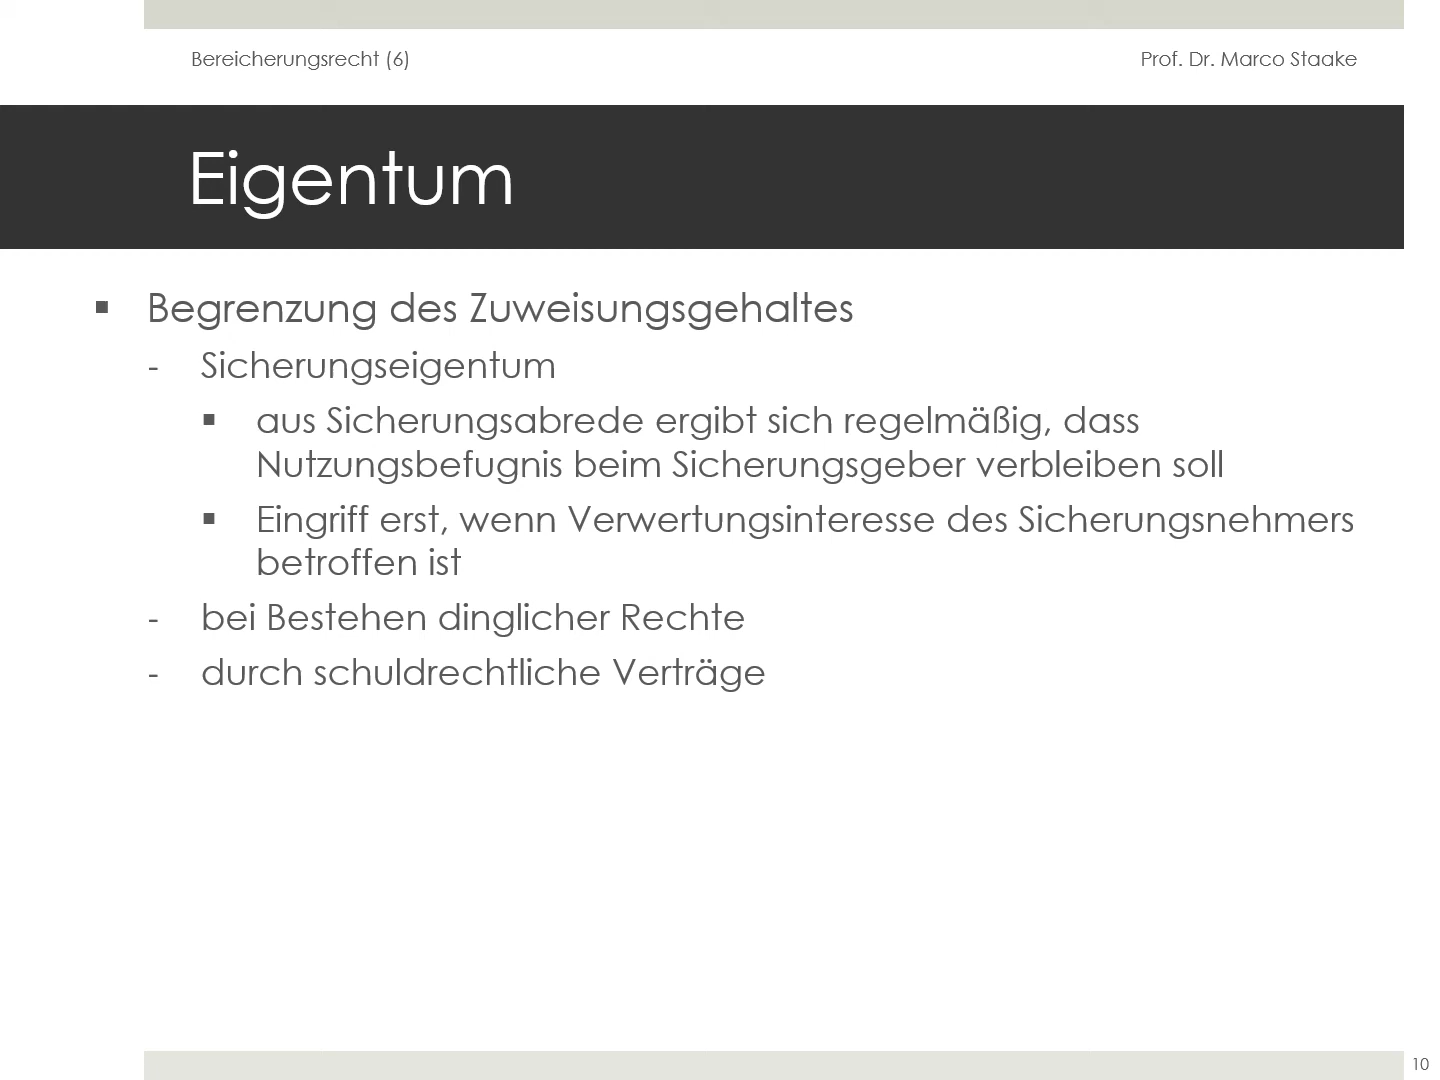 Bereicherungsrecht (6)
Prof. Dr. Marco Staake
Eigentum
▪ Begrenzung des Zuweisungsgehaltes
- Sicherungseigentum
▪ aus Sicherungsabrede ergibt sich regelmäßig, dass
Nutzungsbefugnis beim Sicherungsgeber verbleiben soll
▪ Eingriff erst, wenn Verwertungsinteresse des Sicherungsnehmers
betroffen ist
- bei Bestehen dinglicher Rechte
- durch schuldrechtliche Verträge
10